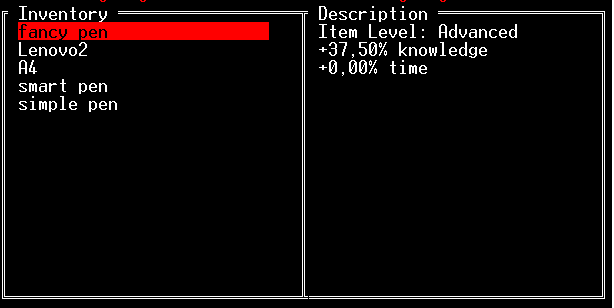 Inventory
fancy pen
Lenovo2
A4
smart pen
simple pen
Description
Item Level: Advanced
+37,50% knowledge
+0,00% time